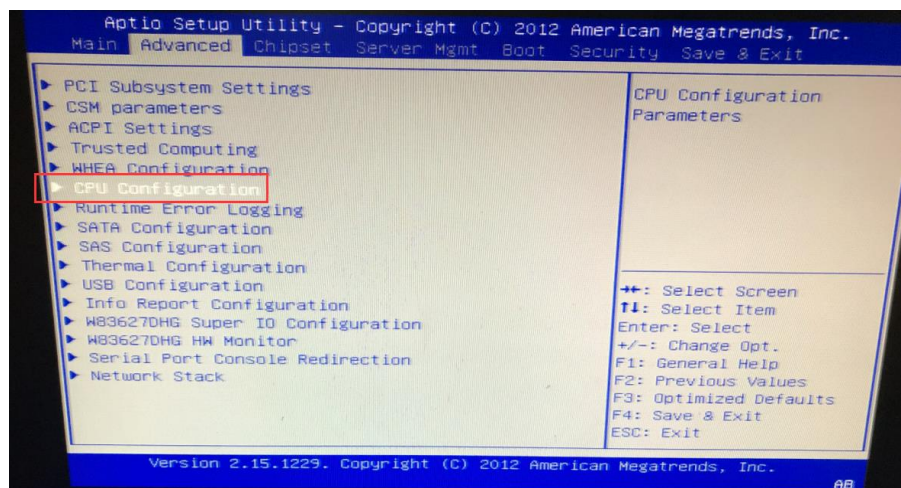 Aptio Setup Utility – Copyright (C) 2012 American Megatrends, Inc.
Main Advanced Chipset Server Mgmt Boot Security Save & Exit
PCI Subsystem Settings
CSM parameters
ACPI Settings
Trusted Computing
WHEA Configuration
CPU Configuration
Runtime Error Logging
SATA Configuration
SAS Configuration
Thermal Configuration
USB Configuration
Info Report Configuration
W83627DHG Super IO Configuration
W83627DHG HW Monitor
Serial Port Console Redirection
Network Stack
CPU Configuration
Parameters
→←: Select Screen
↑↓: Select Item
Enter: Select
+/-: Change Opt.
F1: General Help
F2: Previous Values
F3: Optimized Defaults
F4: Save & Exit
ESC: Exit
Version 2.15.1229. Copyright (C) 2012 American Megatrends, Inc.
AB